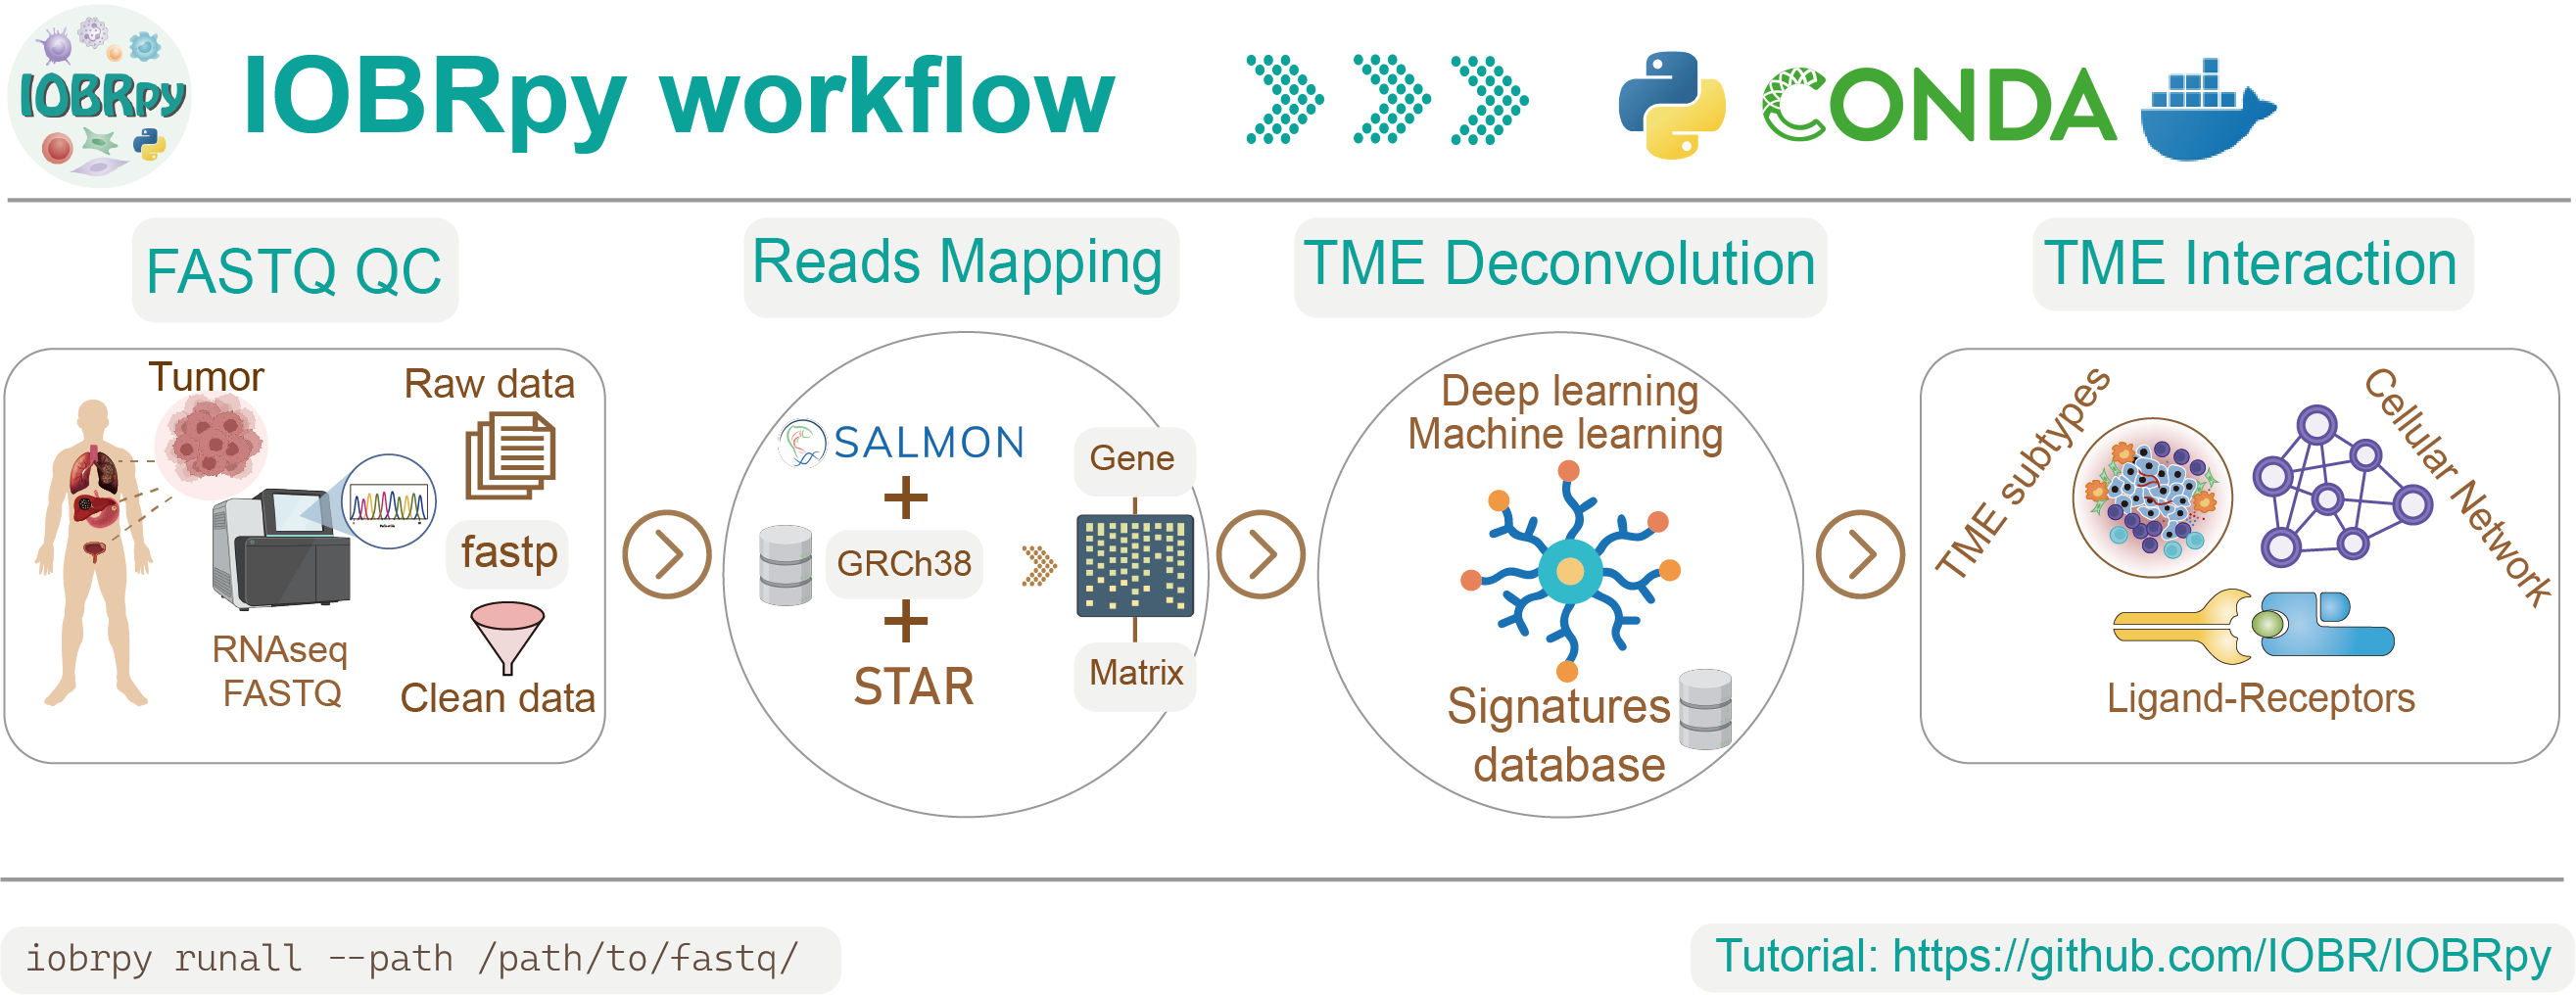 IOBRpy
IOBRpy workflow
CONDA
FASTQ QC
Reads Mapping
TME Deconvolution
TME Interaction
Tumor
Raw data
fastp
Clean data
RNAseq
FASTQ
SALMON
+
GRCh38
+
STAR
Gene
Matrix
Deep learning
Machine learning
Signatures
database
TME subtypes
Cellular Network
Ligand-Receptors
iobrpy runall --path /path/to/fastq/
Tutorial: https://github.com/IOBR/IOBRpy